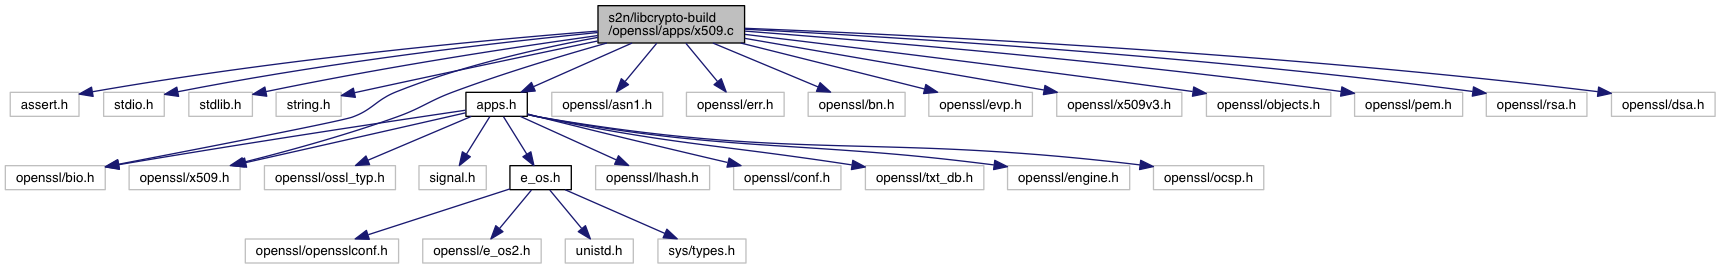 s2n/libcrypto-build
/openssl/apps/x509.c
assert.h
stdio.h
stdlib.h
string.h
apps.h
openssl/asn1.h
openssl/err.h
openssl/bn.h
openssl/evp.h
openssl/x509v3.h
openssl/objects.h
openssl/pem.h
openssl/rsa.h
openssl/dsa.h
openssl/bio.h
openssl/x509.h
openssl/ossl_typ.h
signal.h
e_os.h
openssl/lhash.h
openssl/conf.h
openssl/txt_db.h
openssl/engine.h
openssl/ocsp.h
openssl/opensslconf.h
openssl/e_os2.h
unistd.h
sys/types.h